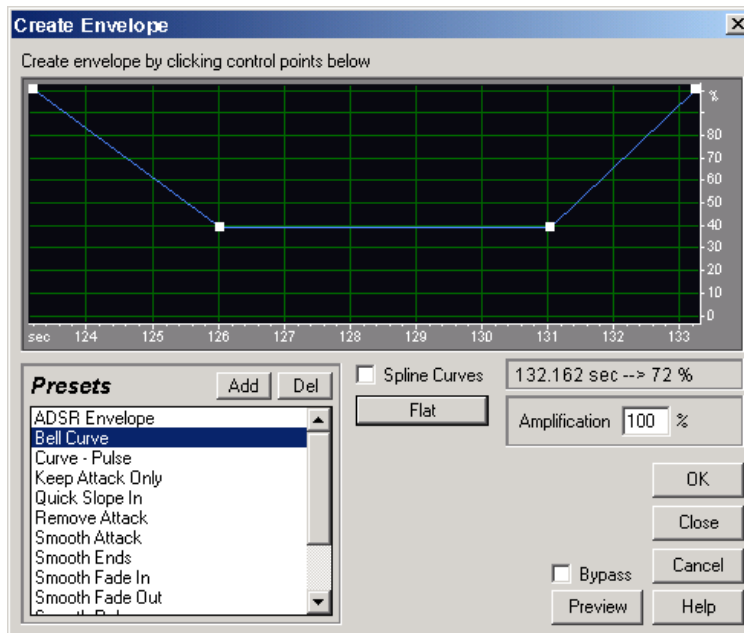 Create Envelope
Create envelope by clicking control points below
%
80
70
60
50
40
30
20
10
0
sec 124 125 126 127 128 129 130 131 132 133
Presets Add Del
ADSR Envelope
Bell Curve
Curve - Pulse
Keep Attack Only
Quick Slope In
Remove Attack
Smooth Attack
Smooth Ends
Smooth Fade In
Smooth Fade Out
Spline Curves
Flat
132.162 sec --> 72 %
Amplification 100 %
OK
Close
Cancel
Bypass
Preview
Help